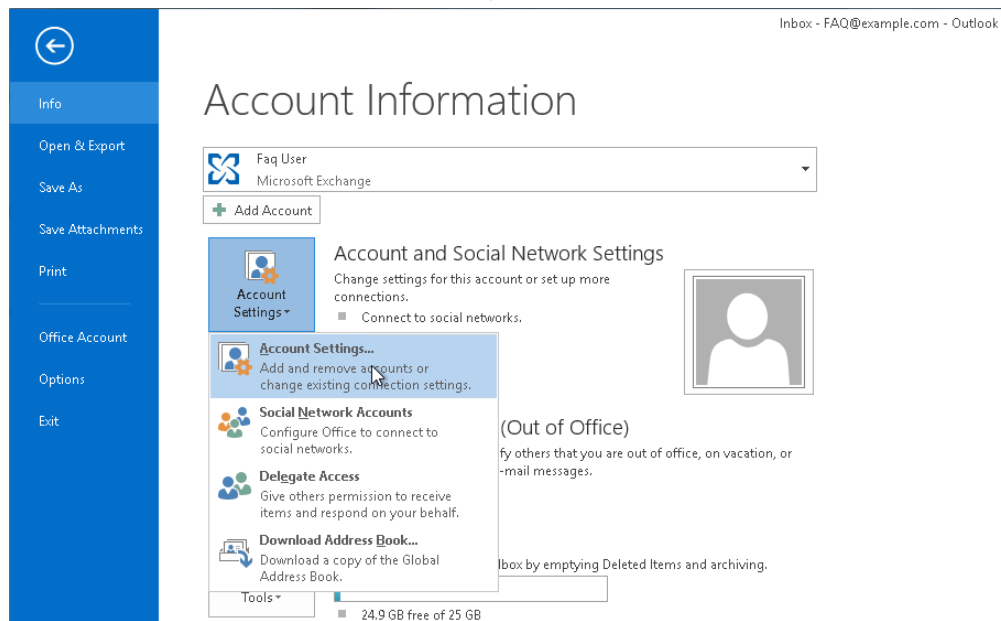 Inbox - FAQ@example.com - Outlook
Info
Open & Export
Save As
Save Attachments
Print
Office Account
Options
Exit
Account Information
Faq User
Microsoft Exchange
Add Account
Account
Settings
Account and Social Network Settings
Change settings for this account or set up more
connections.
Connect to social networks.
Account Settings...
Add and remove accounts or
change existing connection settings.
Social Network Accounts
Configure Office to connect to
social networks.
Delegate Access
Give others permission to receive
items and respond on your behalf.
Download Address Book...
Download a copy of the Global
Address Book.
(Out of Office)
fy others that you are out of office, on vacation, or
-mail messages.
lbox by emptying Deleted Items and archiving.
Tools
24.9 GB free of 25 GB